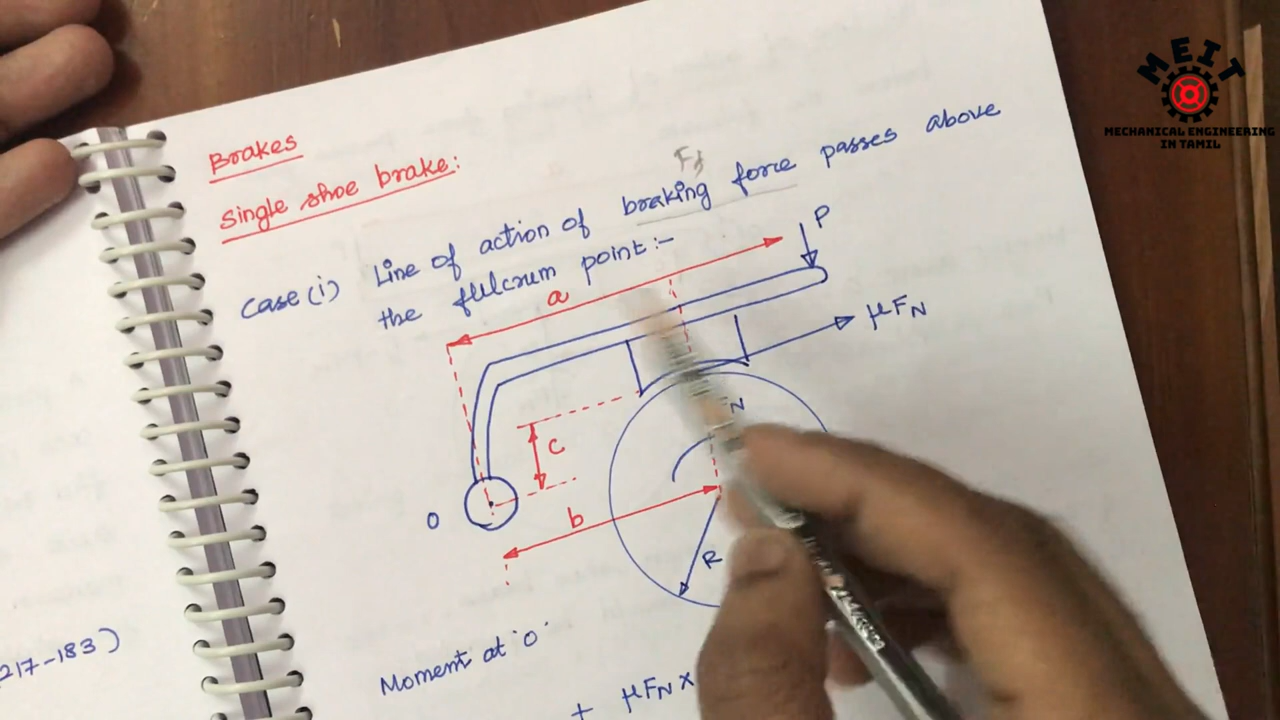 MEIT
MECHANICAL ENGINEERING
IN TAMIL
Brakes
Single shoe brake:
Case(i) Line of action of braking force passes above
the fulcrum point:-
P
a
μFN
N
C
O
b
R
217-183)
Moment at 'O'
+ μFN x